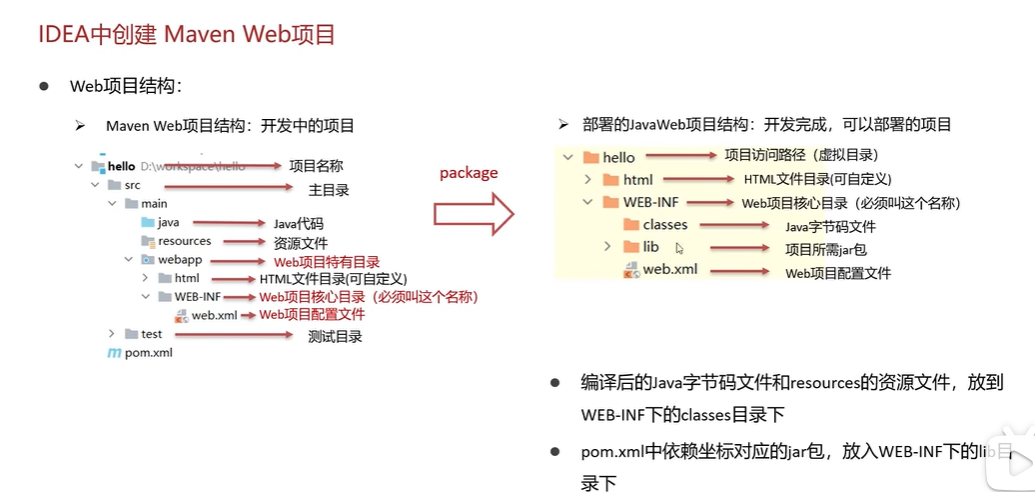 IDEA中创建 Maven Web项目
● Web项目结构：
➢ Maven Web项目结构：开发中的项目
hello D:\workspace\hello 项目名称
src 主目录
main
java Java代码
resources 资源文件
webapp Web项目特有目录
html HTML文件目录(可自定义)
WEB-INF Web项目核心目录（必须叫这个名称）
web.xml Web项目配置文件
test 测试目录
pom.xml
package
➢ 部署的JavaWeb项目结构：开发完成，可以部署的项目
hello 项目访问路径（虚拟目录）
html HTML文件目录(可自定义)
WEB-INF Web项目核心目录（必须叫这个名称）
classes Java字节码文件
lib 项目所需jar包
web.xml Web项目配置文件
● 编译后的Java字节码文件和resources的资源文件，放到
WEB-INF下的classes目录下
● pom.xml中依赖坐标对应的jar包，放入WEB-INF下的lib目
录下